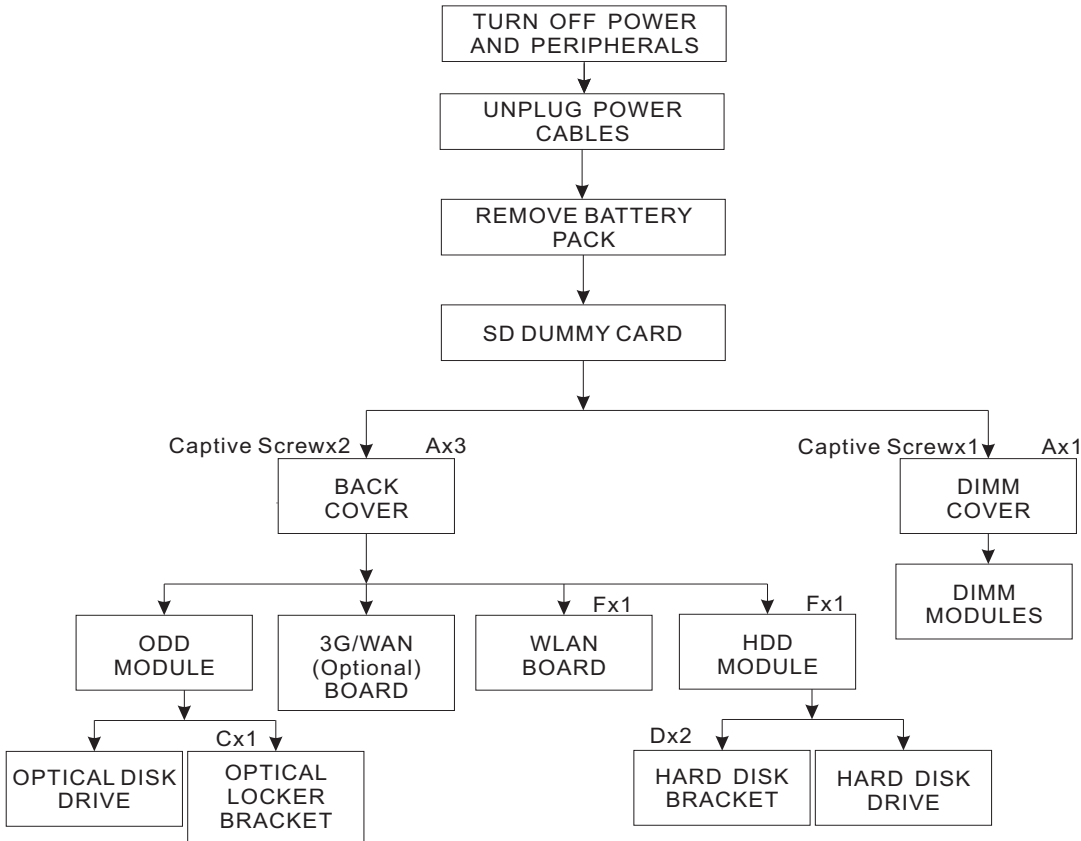 TURN OFF POWER
AND PERIPHERALS
UNPLUG POWER
CABLES
REMOVE BATTERY
PACK
SD DUMMY CARD
Captive Screwx2
Ax3
BACK
COVER
Captive Screwx1
Ax1
DIMM
COVER
DIMM
MODULES
ODD
MODULE
3G/WAN
(Optional)
BOARD
Fx1
WLAN
BOARD
Fx1
HDD
MODULE
OPTICAL DISK
DRIVE
Cx1
OPTICAL
LOCKER
BRACKET
Dx2
HARD DISK
BRACKET
HARD DISK
DRIVE